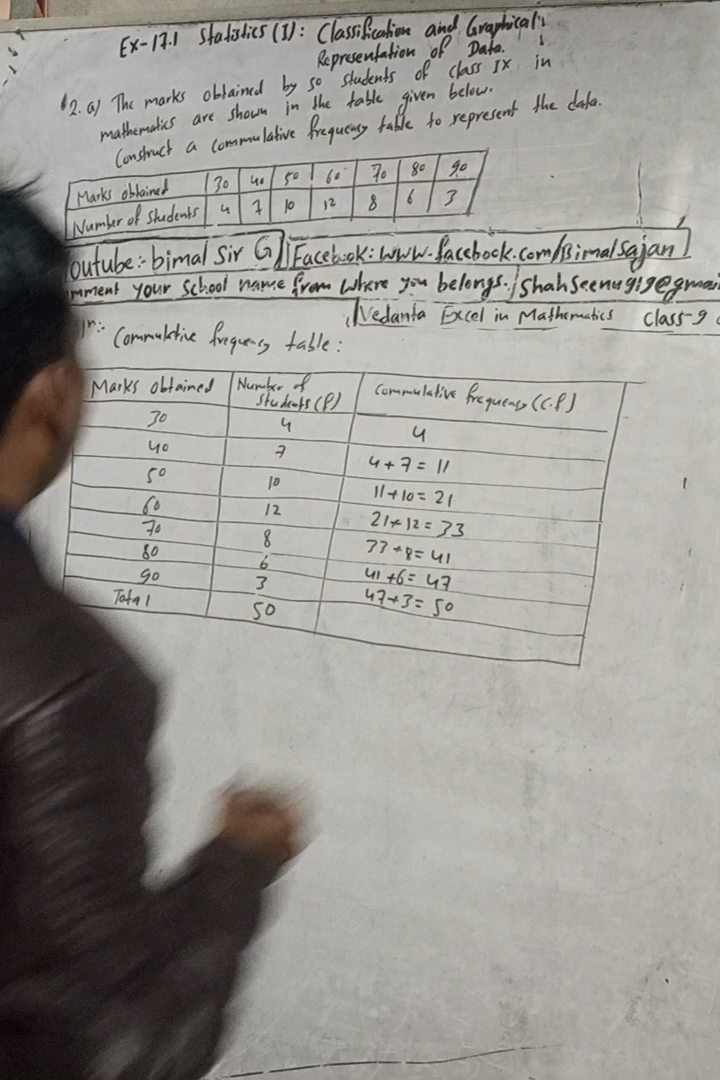 Ex-17.1 Statistics (I): Classification and Graphical
Representation of Data.
2. a) The marks obtained by 50 students of class IX in
mathematics are shown in the table given below.
Construct a commulative frequency table to represent the data.
Marks obtained 30 40 50 60 70 80 90
Number of Students 4 7 10 12 8 6 3
outube:- bimal Sir G Facebook: www.facebook.com/Bimalsajan
mment your School name from where you belongs. Shahseenu919@gmai
Vedanta Excel in Mathematics Class-9
in:- Commulative frequency table:
Marks obtained Number of Students (f) Commulative frequency (C.f)
30 4 4
40 7 4+7=11
50 10 11+10=21
60 12 21+12=33
70 8 33+8=41
80 6 41+6=47
90 3 47+3=50
Total 50